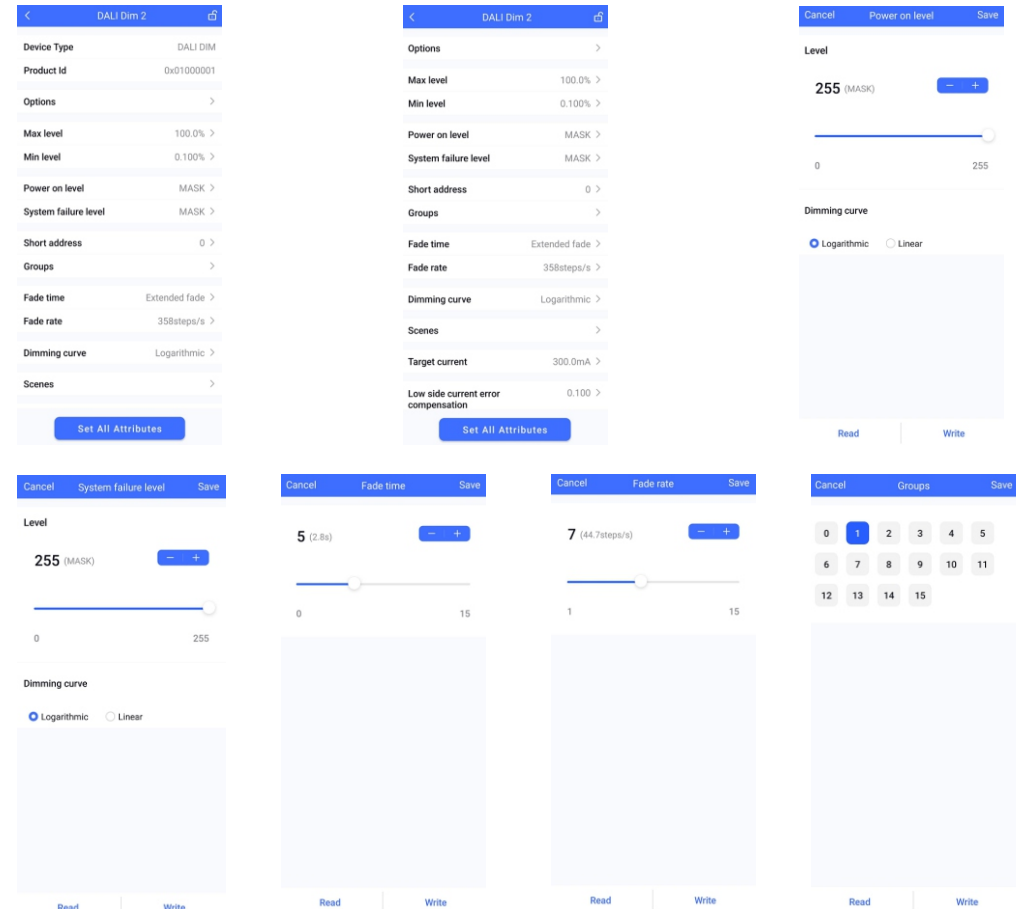 DALI Dim 2
Device Type DALI DIM
Product Id 0x01000001
Options
Max level 100.0%
Min level 0.100%
Power on level MASK
System failure level MASK
Short address 0
Groups
Fade time Extended fade
Fade rate 358steps/s
Dimming curve Logarithmic
Scenes
Set All Attributes
DALI Dim 2
Options
Max level 100.0%
Min level 0.100%
Power on level MASK
System failure level MASK
Short address 0
Groups
Fade time Extended fade
Fade rate 358steps/s
Dimming curve Logarithmic
Scenes
Target current 300.0mA
Low side current error 0.100
compensation
Set All Attributes
Cancel Power on level Save
Level
255 (MASK) − +
0 255
Dimming curve
Logarithmic Linear
Read Write
Cancel System failure level Save
Level
255 (MASK) − +
0 255
Dimming curve
Logarithmic Linear
Read Write
Cancel Fade time Save
5 (2.8s) − +
0 15
Read Write
Cancel Fade rate Save
7 (44.7steps/s) − +
1 15
Read Write
Cancel Groups Save
0 1 2 3 4 5
6 7 8 9 10 11
12 13 14 15
Read Write